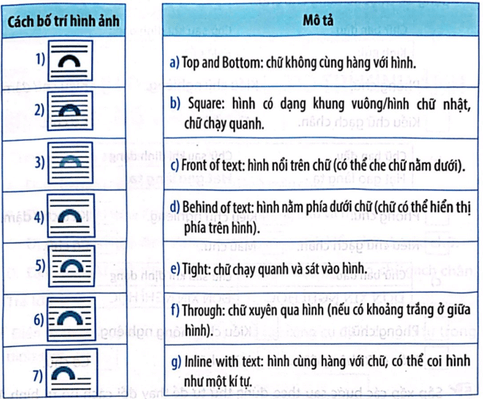 Cách bố trí hình ảnh
Mô tả
1)
a) Top and Bottom: chữ không cùng hàng với hình.
2)
b) Square: hình có dạng khung vuông/hình chữ nhật,
chữ chạy quanh.
3)
c) Front of text: hình nổi trên chữ (có thể che chữ nằm dưới).
4)
d) Behind of text: hình nằm phía dưới chữ (chữ có thể hiển thị
phía trên hình).
5)
e) Tight: chữ chạy quanh và sát vào hình.
6)
f) Through: chữ xuyên qua hình (nếu có khoảng trắng ở giữa
hình).
7)
g) Inline with text: hình cùng hàng với chữ, có thể coi hình
như một kí tự.